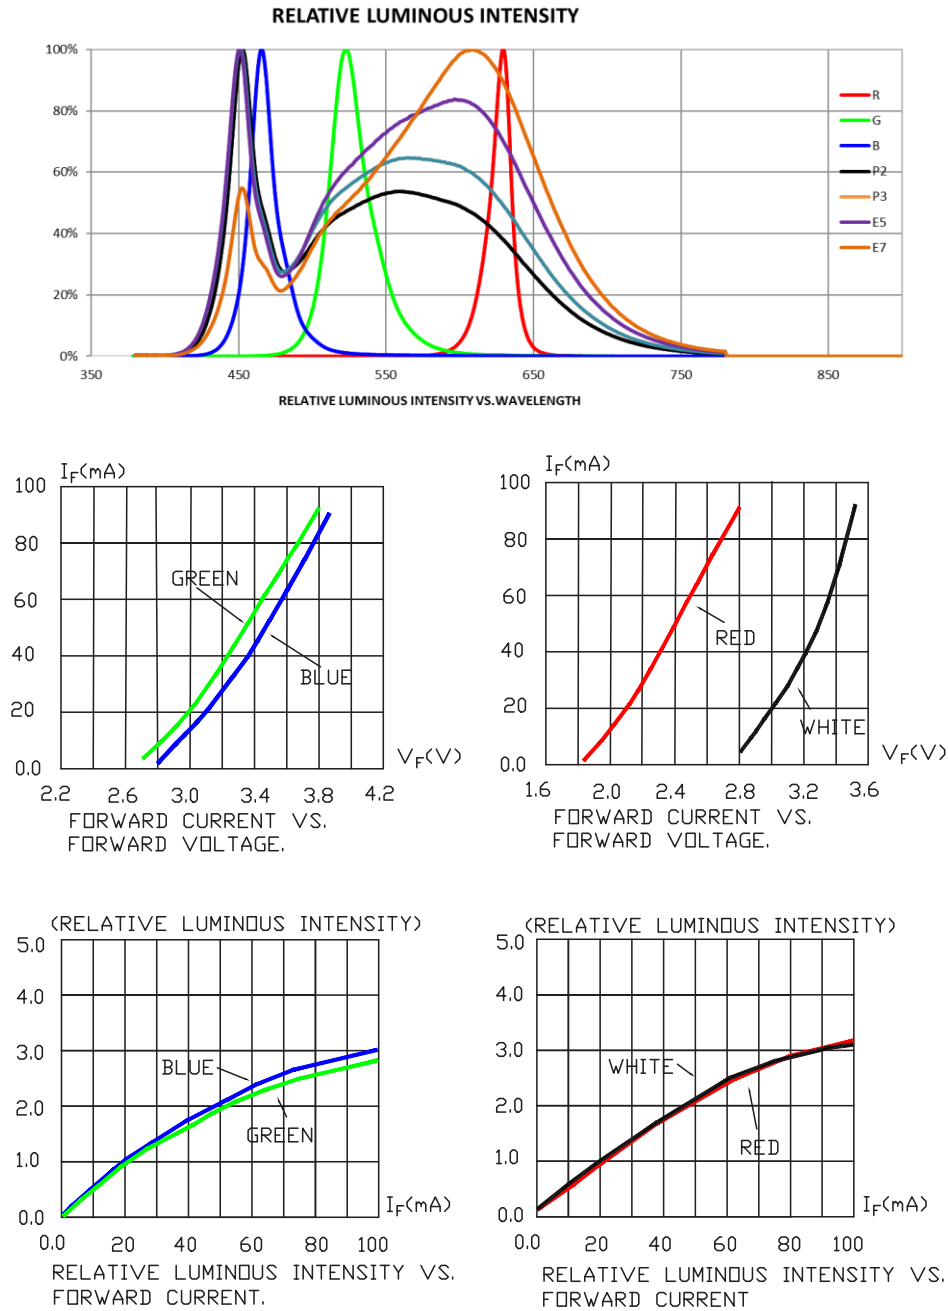 RELATIVE LUMINOUS INTENSITY
100%
80%
60%
40%
20%
0%
350 450 550 650 750 850
R
G
B
P2
P3
E5
E7
RELATIVE LUMINOUS INTENSITY VS.WAVELENGTH
IF(mA)
100
80
60
40
20
0.0
GREEN
BLUE
VF(V)
2.2 2.6 3.0 3.4 3.8 4.2
FORWARD CURRENT VS.
FORWARD VOLTAGE.
IF(mA)
100
80
60
40
20
0.0
RED
WHITE
VF(V)
1.6 2.0 2.4 2.8 3.2 3.6
FORWARD CURRENT VS.
FORWARD VOLTAGE.
(RELATIVE LUMINOUS INTENSITY)
5.0
4.0
3.0
2.0
1.0
0.0
BLUE
GREEN
IF(mA)
0.0 20 40 60 80 100
RELATIVE LUMINOUS INTENSITY VS.
FORWARD CURRENT.
(RELATIVE LUMINOUS INTENSITY)
5.0
4.0
3.0
2.0
1.0
0.0
WHITE
RED
IF(mA)
0.0 20 40 60 80 100
RELATIVE LUMINOUS INTENSITY VS.
FORWARD CURRENT